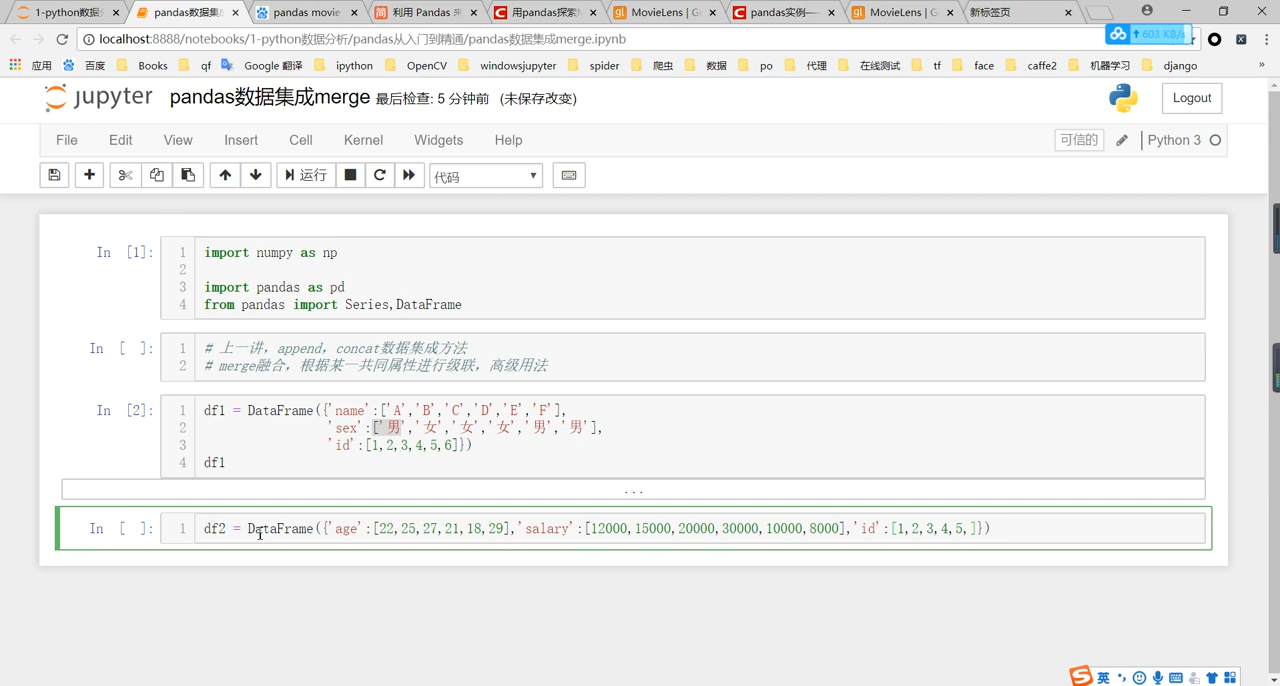 1-python数据分
pandas数据集成
pandas movie
利用 Pandas 来
用pandas探索
MovieLens | G
pandas实例—
MovieLens | G
新标签页
localhost:8888/notebooks/1-python数据分析/pandas从入门到精通/pandas数据集成merge.ipynb
603 KB/s
应用 百度 Books qf Google 翻译 ipython OpenCV windowsjupyter spider 爬虫 数据 po 代理 在线测试 tf face caffe2 机器学习 django »
jupyter pandas数据集成merge 最后检查: 5 分钟前 (未保存改变) Logout
File Edit View Insert Cell Kernel Widgets Help 可信的 Python 3
运行 代码
In [1]:
1 import numpy as np
2
3 import pandas as pd
4 from pandas import Series,DataFrame
In [ ]:
1 # 上一讲，append，concat数据集成方法
2 # merge融合，根据某一共同属性进行级联，高级用法
In [2]:
1 df1 = DataFrame({'name':['A','B','C','D','E','F'],
2 'sex':['男','女','女','女','男','男'],
3 'id':[1,2,3,4,5,6]})
4 df1
...
In [ ]:
1 df2 = DataFrame({'age':[22,25,27,21,18,29],'salary':[12000,15000,20000,30000,10000,8000],'id':[1,2,3,4,5,]})
英